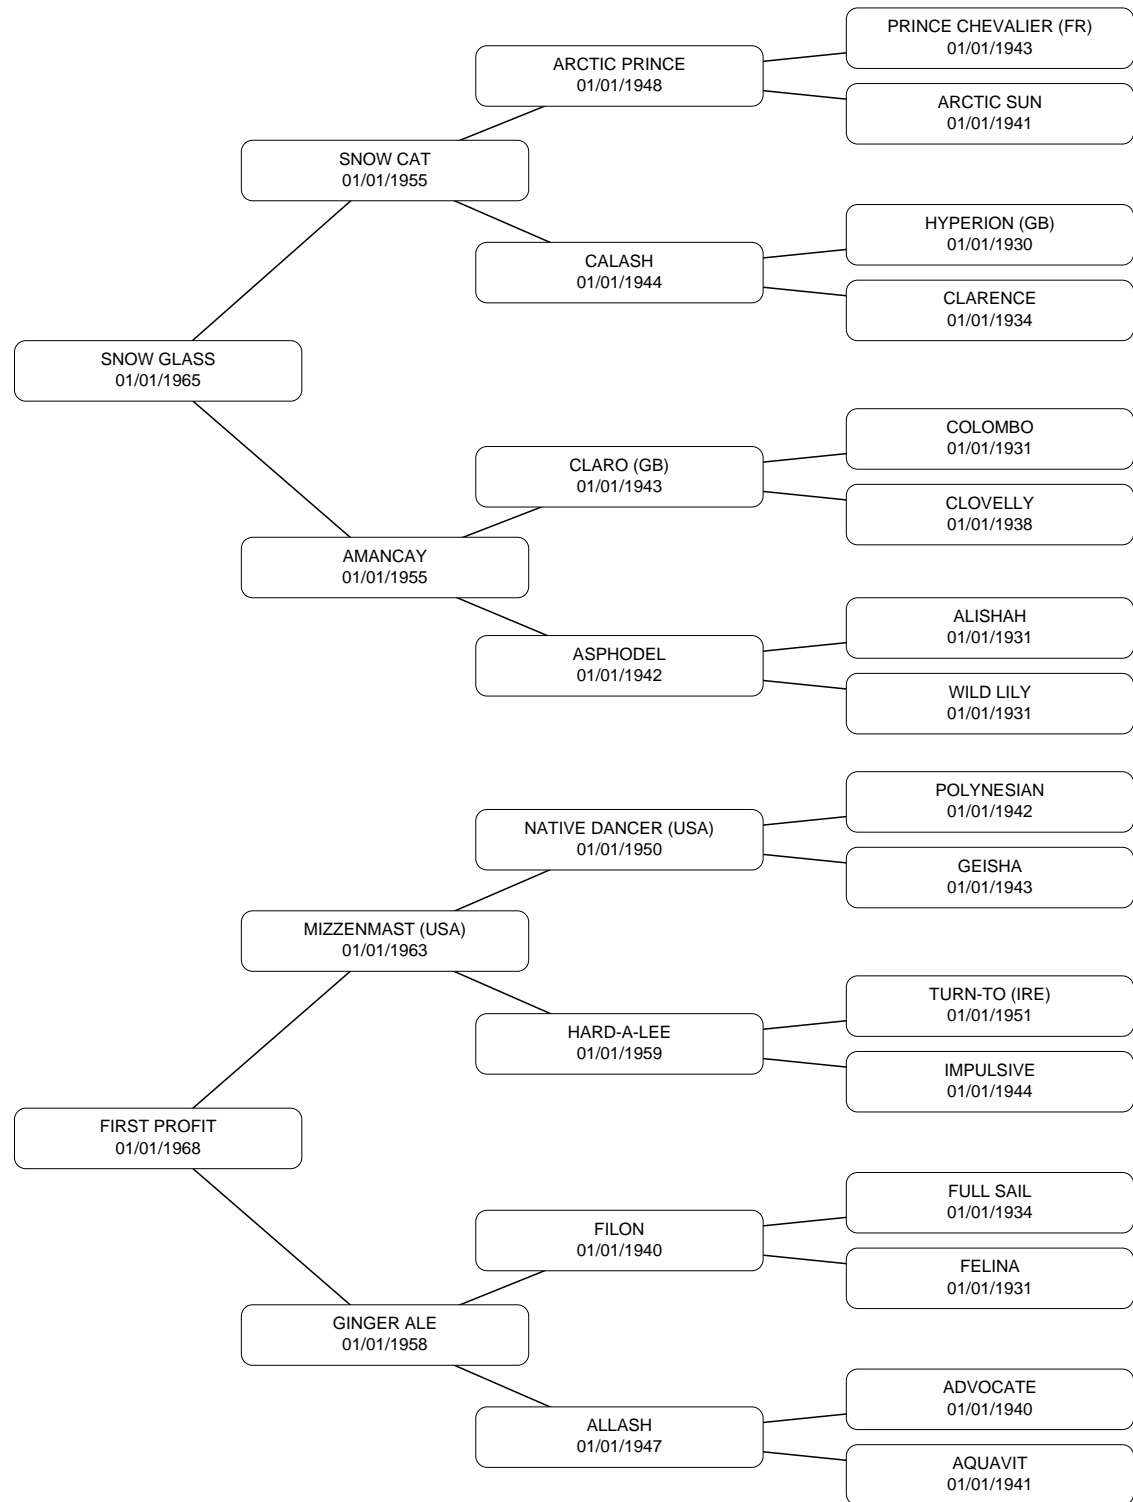 PRINCE CHEVALIER (FR)
01/01/1943
ARCTIC PRINCE
01/01/1948
ARCTIC SUN
01/01/1941
SNOW CAT
01/01/1955
HYPERION (GB)
01/01/1930
CALASH
01/01/1944
CLARENCE
01/01/1934
SNOW GLASS
01/01/1965
COLOMBO
01/01/1931
CLARO (GB)
01/01/1943
CLOVELLY
01/01/1938
AMANCAY
01/01/1955
ALISHAH
01/01/1931
ASPHODEL
01/01/1942
WILD LILY
01/01/1931
POLYNESIAN
01/01/1942
NATIVE DANCER (USA)
01/01/1950
GEISHA
01/01/1943
MIZZENMAST (USA)
01/01/1963
TURN-TO (IRE)
01/01/1951
HARD-A-LEE
01/01/1959
IMPULSIVE
01/01/1944
FIRST PROFIT
01/01/1968
FULL SAIL
01/01/1934
FILON
01/01/1940
FELINA
01/01/1931
GINGER ALE
01/01/1958
ADVOCATE
01/01/1940
ALLASH
01/01/1947
AQUAVIT
01/01/1941